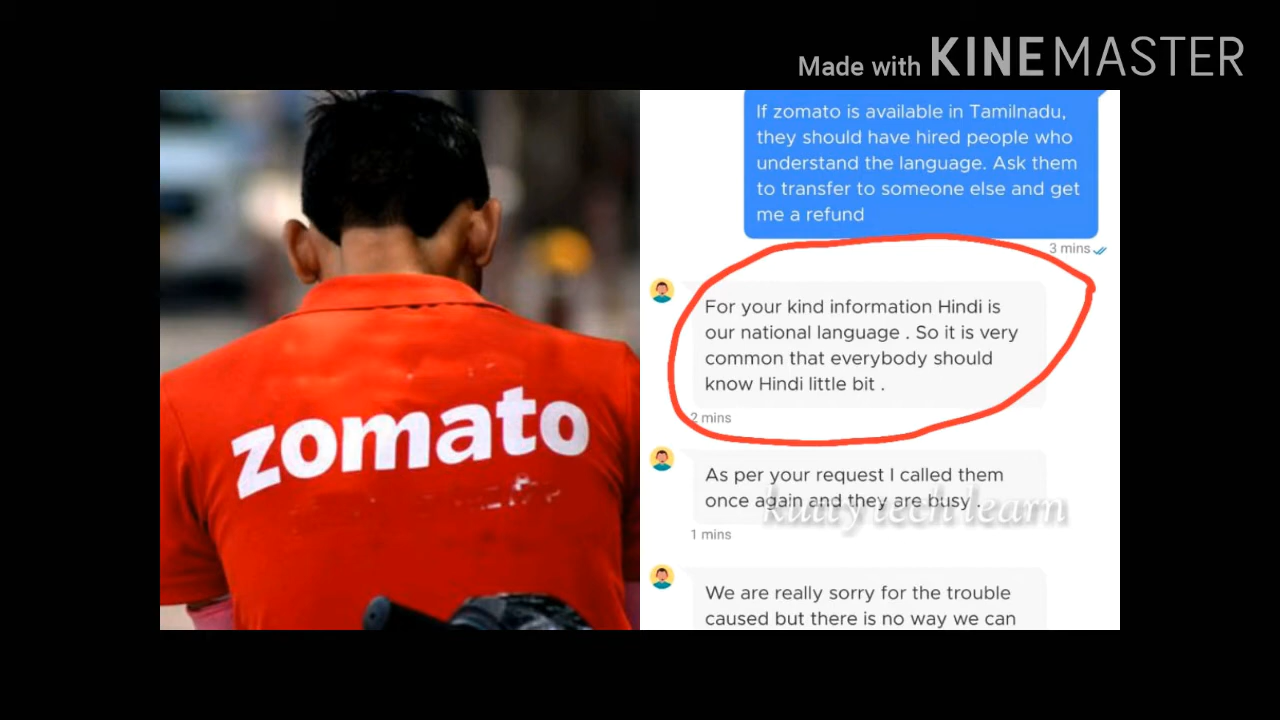 Made with KINEMASTER
zomato
If zomato is available in Tamilnadu,
they should have hired people who
understand the language. Ask them
to transfer to someone else and get
me a refund
3 mins
For your kind information Hindi is
our national language . So it is very
common that everybody should
know Hindi little bit .
2 mins
As per your request I called them
once again and they are busy .
kutty tech learn
1 mins
We are really sorry for the trouble
caused but there is no way we can